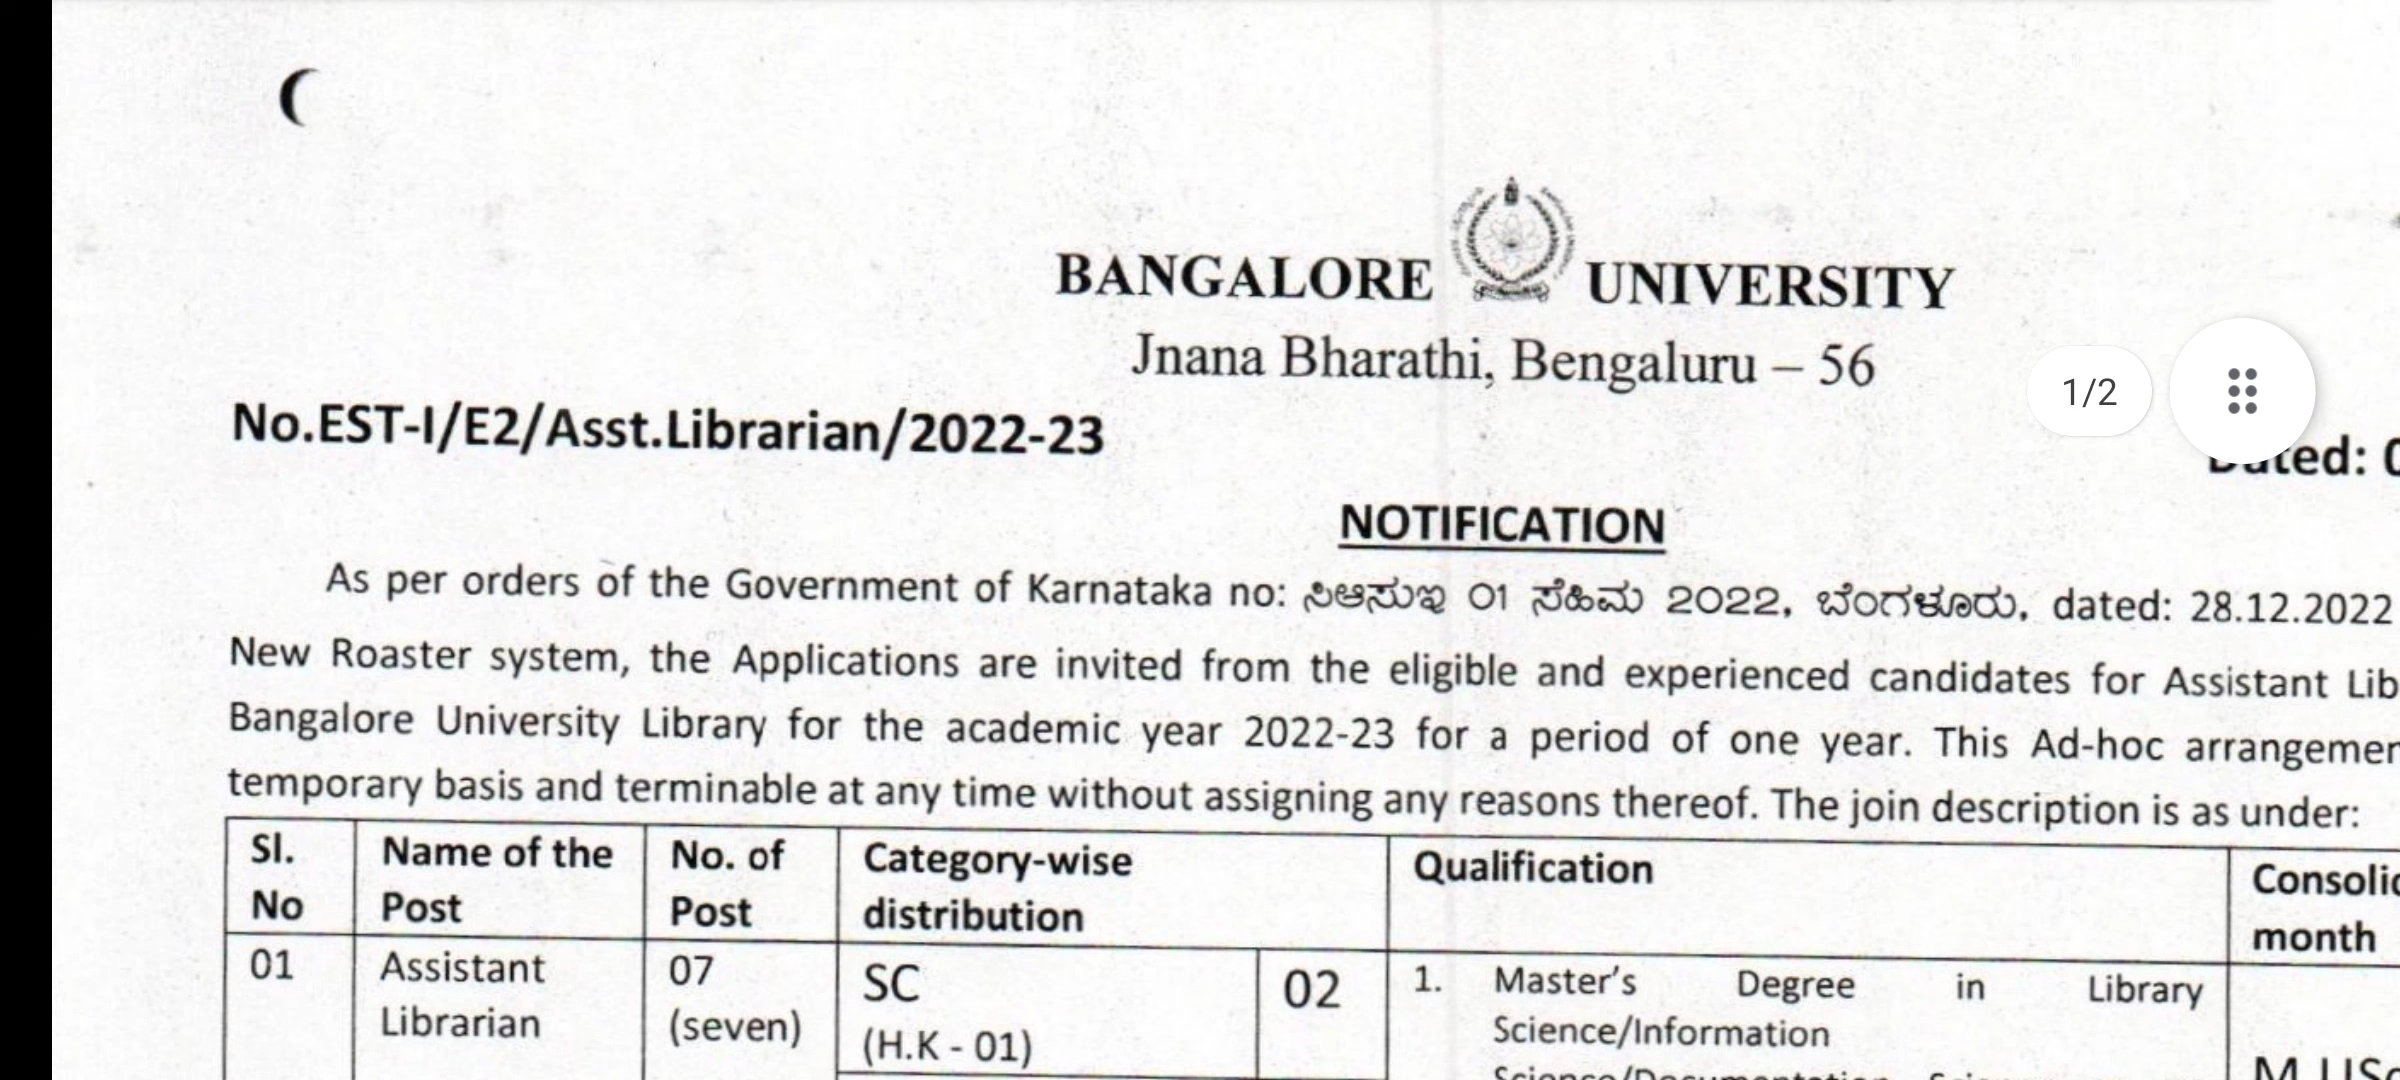 BANGALORE UNIVERSITY
Jnana Bharathi, Bengaluru – 56
1/2
No.EST-I/E2/Asst.Librarian/2022-23
Dated:
NOTIFICATION
As per orders of the Government of Karnataka no: ಸಿಆಸುಇ 01 ಸೆಹಿಮ 2022, ಬೆಂಗಳೂರು, dated: 28.12.2022
New Roaster system, the Applications are invited from the eligible and experienced candidates for Assistant Lib
Bangalore University Library for the academic year 2022-23 for a period of one year. This Ad-hoc arrangemen
temporary basis and terminable at any time without assigning any reasons thereof. The join description is as under:
Sl. No Name of the Post No. of Post Category-wise distribution Qualification Consolid month
01 Assistant Librarian 07 (seven) SC (H.K - 01) 02 1. Master's Degree in Library
Science/Information